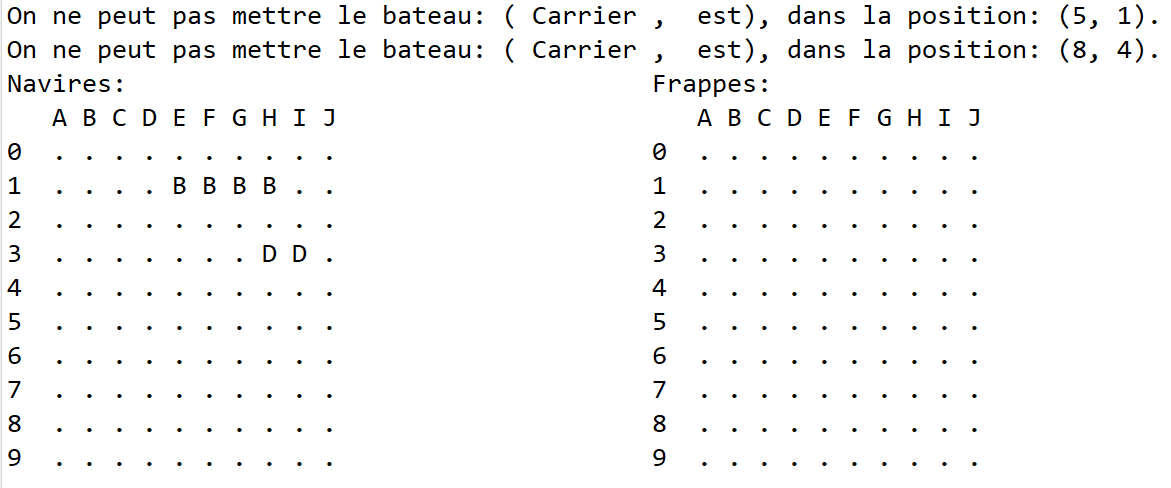 On ne peut pas mettre le bateau: ( Carrier ,  est), dans la position: (5, 1).
On ne peut pas mettre le bateau: ( Carrier ,  est), dans la position: (8, 4).
Navires:                                   Frappes:
   A B C D E F G H I J                        A B C D E F G H I J
0  . . . . . . . . . .                     0  . . . . . . . . . .
1  . . . . B B B B . .                     1  . . . . . . . . . .
2  . . . . . . . . . .                     2  . . . . . . . . . .
3  . . . . . . . D D .                     3  . . . . . . . . . .
4  . . . . . . . . . .                     4  . . . . . . . . . .
5  . . . . . . . . . .                     5  . . . . . . . . . .
6  . . . . . . . . . .                     6  . . . . . . . . . .
7  . . . . . . . . . .                     7  . . . . . . . . . .
8  . . . . . . . . . .                     8  . . . . . . . . . .
9  . . . . . . . . . .                     9  . . . . . . . . . .